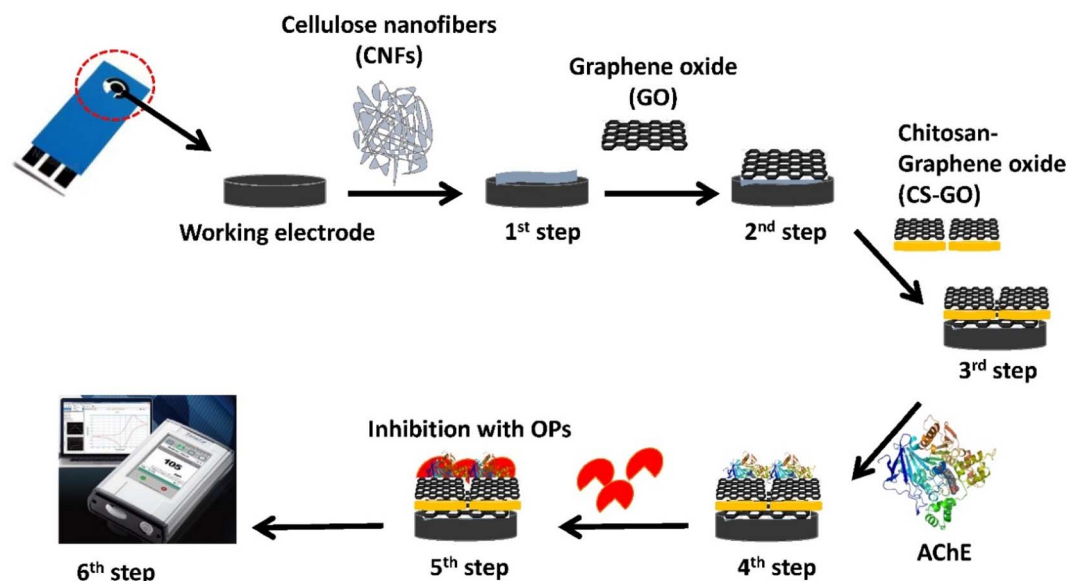 Cellulose nanofibers
(CNFs)
Graphene oxide
(GO)
Chitosan-
Graphene oxide
(CS-GO)
Working electrode
1st step
2nd step
3rd step
Inhibition with OPs
105
6th step
5th step
4th step
AChE